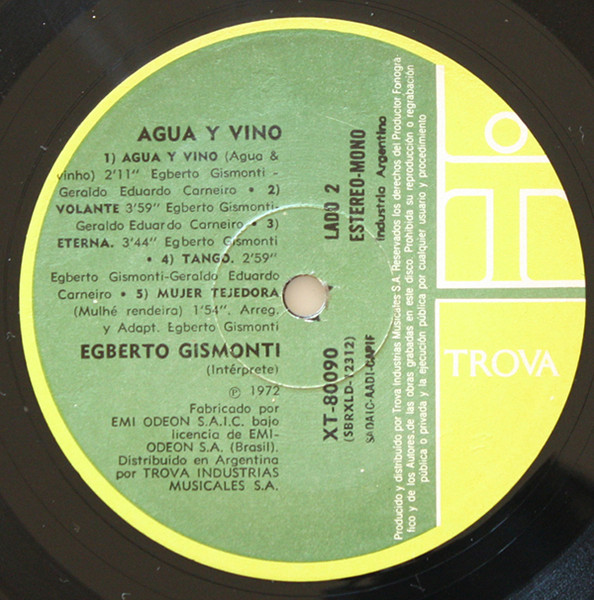 AGUA Y VINO
1) AGUA Y VINO (Agua &
vinho) 2'11" Egberto Gismonti -
Geraldo Eduardo Carneiro • 2)
VOLANTE 3'59" Egberto Gismonti-
Geraldo Eduardo Carneiro • 3)
ETERNA. 3'44" Egberto Gismonti
• 4) TANGO. 2'59"
Egberto Gismonti-Geraldo Eduardo
Carneiro • 5) MUJER TEJEDORA
(Mulhé rendeira) 1'54". Arreg.
y Adapt. Egberto Gismonti
EGBERTO GISMONTI
(Intérprete)
℗ 1972
Fabricado por
EMI ODEON S.A.I.C. bajo
licencia de EMI-
ODEON S.A. (Brasil).
Distribuído en Argentina
por TROVA INDUSTRIAS
MUSICALES S.A.
LADO 2
ESTEREO-MONO
Industria Argentina
XT-80090
(SBRXLD-12312)
SADAIC-AADI-CAPIF
Producido y distribuido por Trova Industrias Musicales S.A. Reservados los derechos del Productor Fonográ
fico y de los Autores de las obras grabadas en este disco. Prohibida su reproducción o regrabación
pública o privada y la ejecución pública por cualquier usuario y procedimiento
TROVA